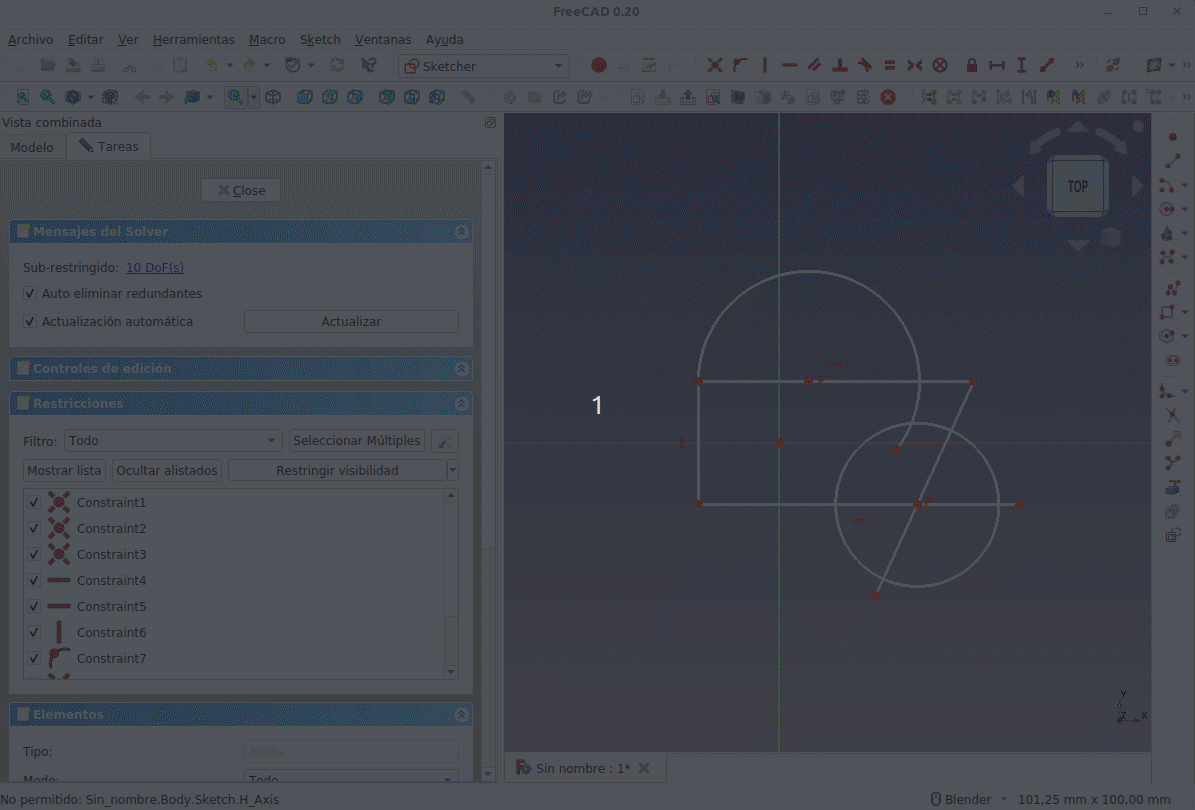 FreeCAD 0.20
Archivo Editar Ver Herramientas Macro Sketch Ventanas Ayuda
Sketcher
Vista combinada
Modelo Tareas
Close
Mensajes del Solver
Sub-restringido: 10 DoF(s)
Auto eliminar redundantes
Actualización automática Actualizar
Controles de edición
Restricciones
Filtro: Todo Seleccionar Múltiples
Mostrar lista Ocultar alistados Restringir visibilidad
Constraint1
Constraint2
Constraint3
Constraint4
Constraint5
Constraint6
Constraint7
Elementos
Tipo: Arista
Modo: Todo
1
TOP
Y
Z X
Sin nombre : 1*
No permitido: Sin_nombre.Body.Sketch.H_Axis
Blender 101,25 mm x 100,00 mm